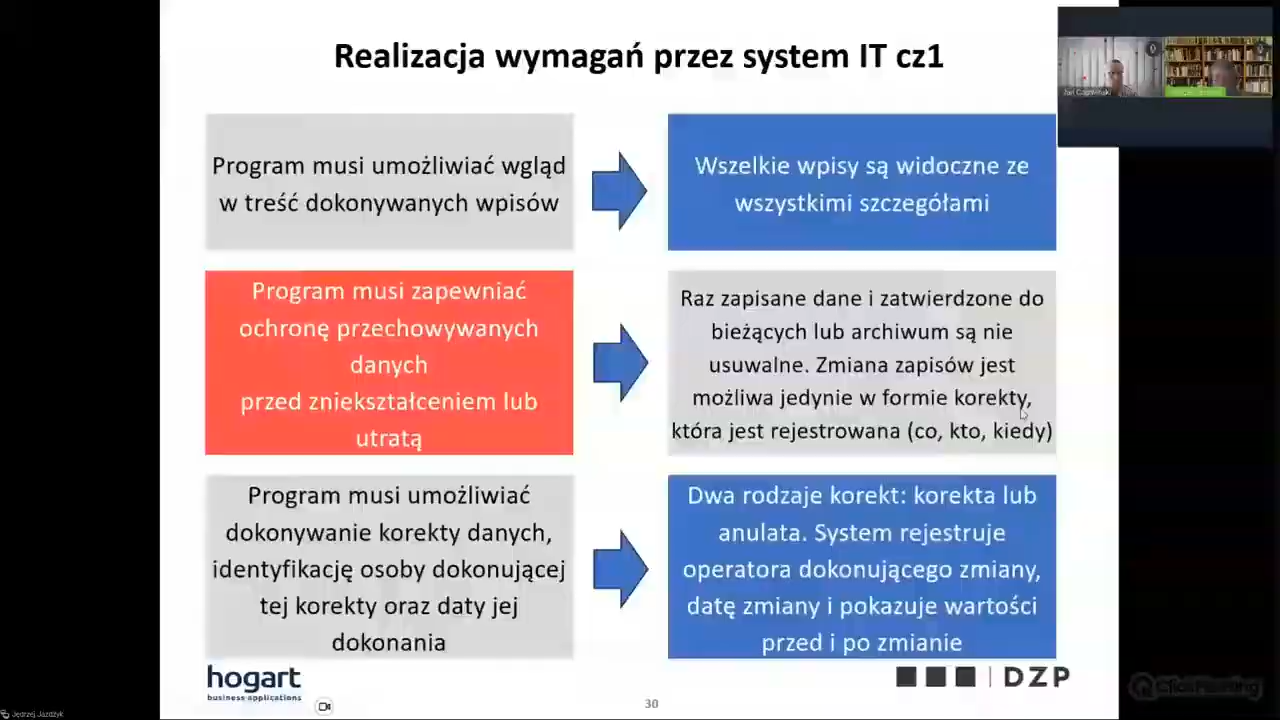 Realizacja wymagań przez system IT cz1
Program musi umożliwiać wgląd
w treść dokonywanych wpisów
Wszelkie wpisy są widoczne ze
wszystkimi szczegółami
Program musi zapewniać
ochronę przechowywanych
danych
przed zniekształceniem lub
utratą
Raz zapisane dane i zatwierdzone do
bieżących lub archiwum są nie
usuwalne. Zmiana zapisów jest
możliwa jedynie w formie korekty,
która jest rejestrowana (co, kto, kiedy)
Program musi umożliwiać
dokonywanie korekty danych,
identyfikację osoby dokonującej
tej korekty oraz daty jej
dokonania
Dwa rodzaje korekt: korekta lub
anulata. System rejestruje
operatora dokonującego zmiany,
datę zmiany i pokazuje wartości
przed i po zmianie
hogart
business applications
30
DZP
ClickMeeting
Jędrzej Jażdżyk